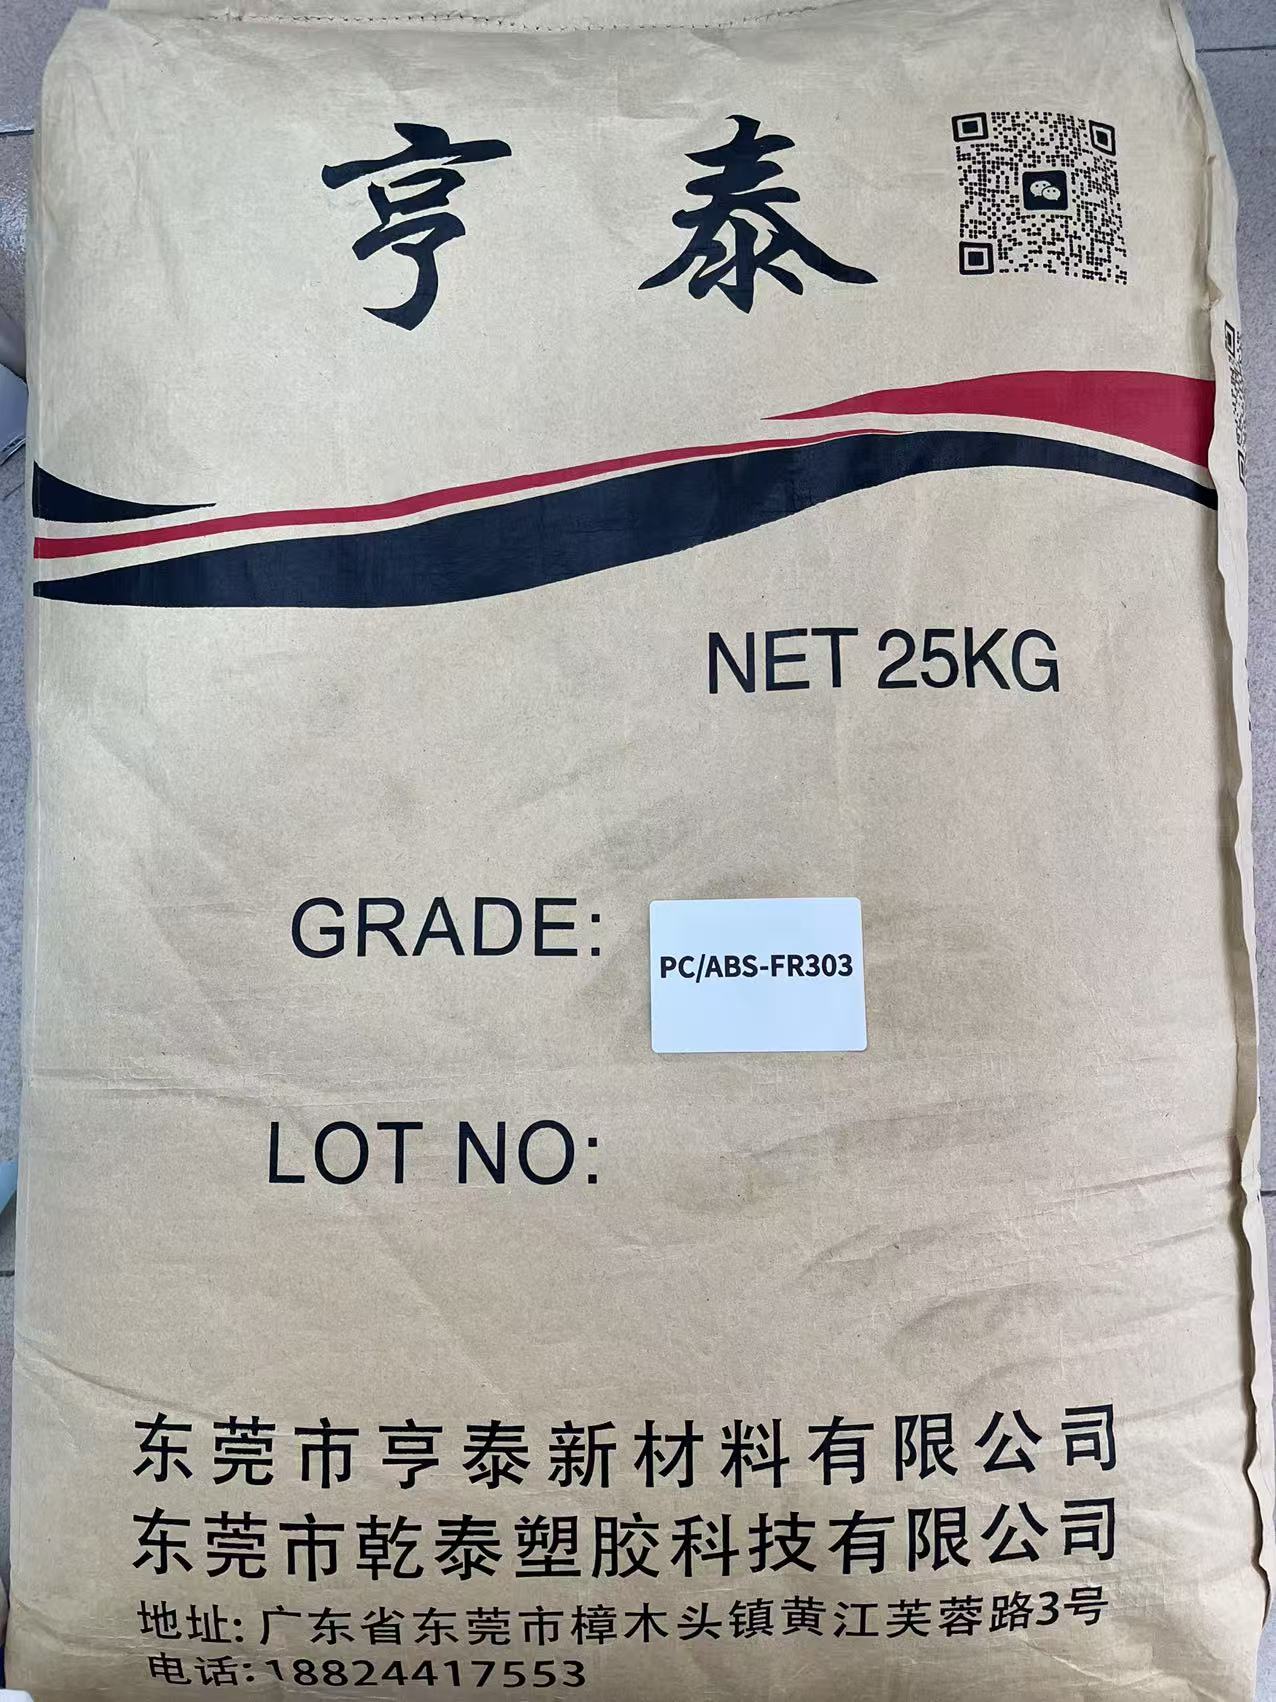 亨泰
NET 25KG
GRADE: PC/ABS-FR303
LOT NO:
东莞市亨泰新材料有限公司
东莞市乾泰塑胶科技有限公司
地址: 广东省东莞市樟木头镇黄江芙蓉路3号
电话: 18824417553